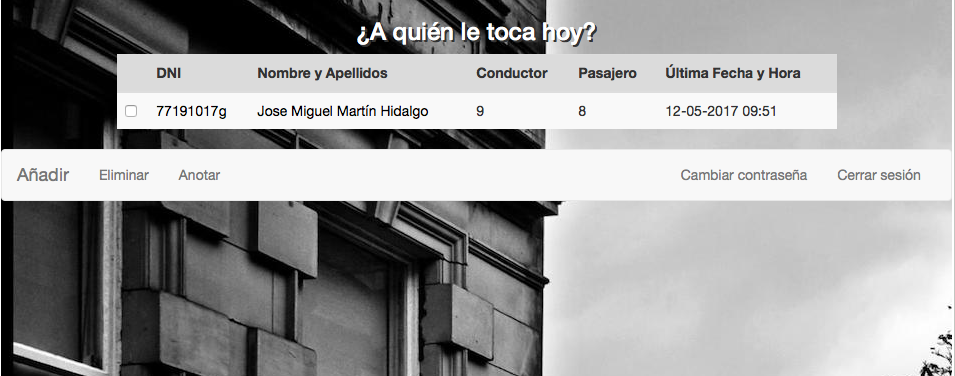 ¿A quién le toca hoy?
DNI Nombre y Apellidos Conductor Pasajero Última Fecha y Hora
77191017g Jose Miguel Martín Hidalgo 9 8 12-05-2017 09:51
Añadir Eliminar Anotar Cambiar contraseña Cerrar sesión